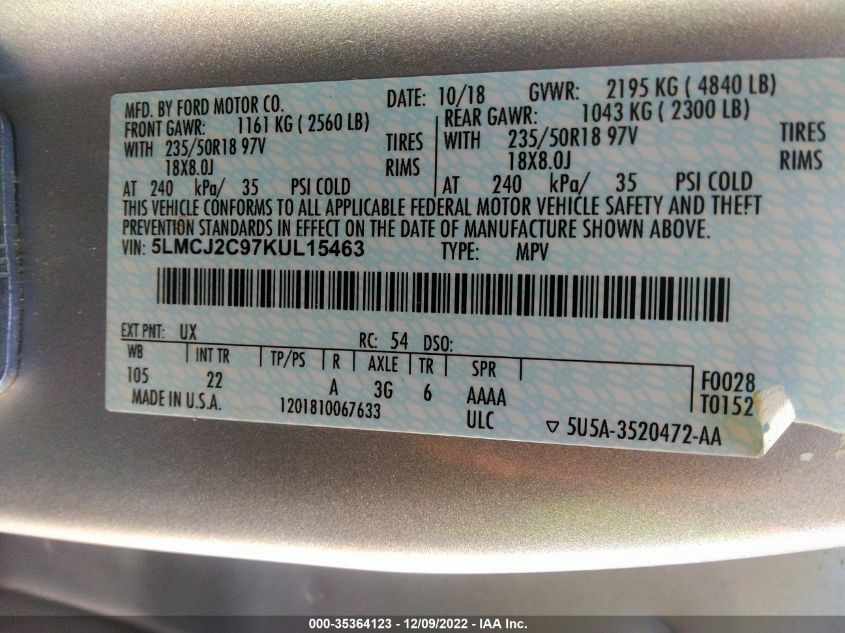 MFD. BY FORD MOTOR CO. DATE: 10/18 GVWR: 2195 KG ( 4840 LB)
FRONT GAWR: 1161 KG ( 2560 LB) REAR GAWR: 1043 KG ( 2300 LB)
WITH 235/50R18 97V TIRES WITH 235/50R18 97V TIRES
18X8.0J RIMS 18X8.0J RIMS
AT 240 kPa/ 35 PSI COLD AT 240 kPa/ 35 PSI COLD
THIS VEHICLE CONFORMS TO ALL APPLICABLE FEDERAL MOTOR VEHICLE SAFETY AND THEFT
PREVENTION STANDARDS IN EFFECT ON THE DATE OF MANUFACTURE SHOWN ABOVE.
VIN: 5LMCJ2C97KUL15463 TYPE: MPV
EXT PNT: UX RC: 54 DSO:
WB INT TR TP/PS R AXLE TR SPR
105 22 A 3G 6 AAAA F0028
MADE IN U.S.A. 1201810067633 ULC T0152
▽ 5U5A-3520472-AA
000-35364123 - 12/09/2022 - IAA Inc.